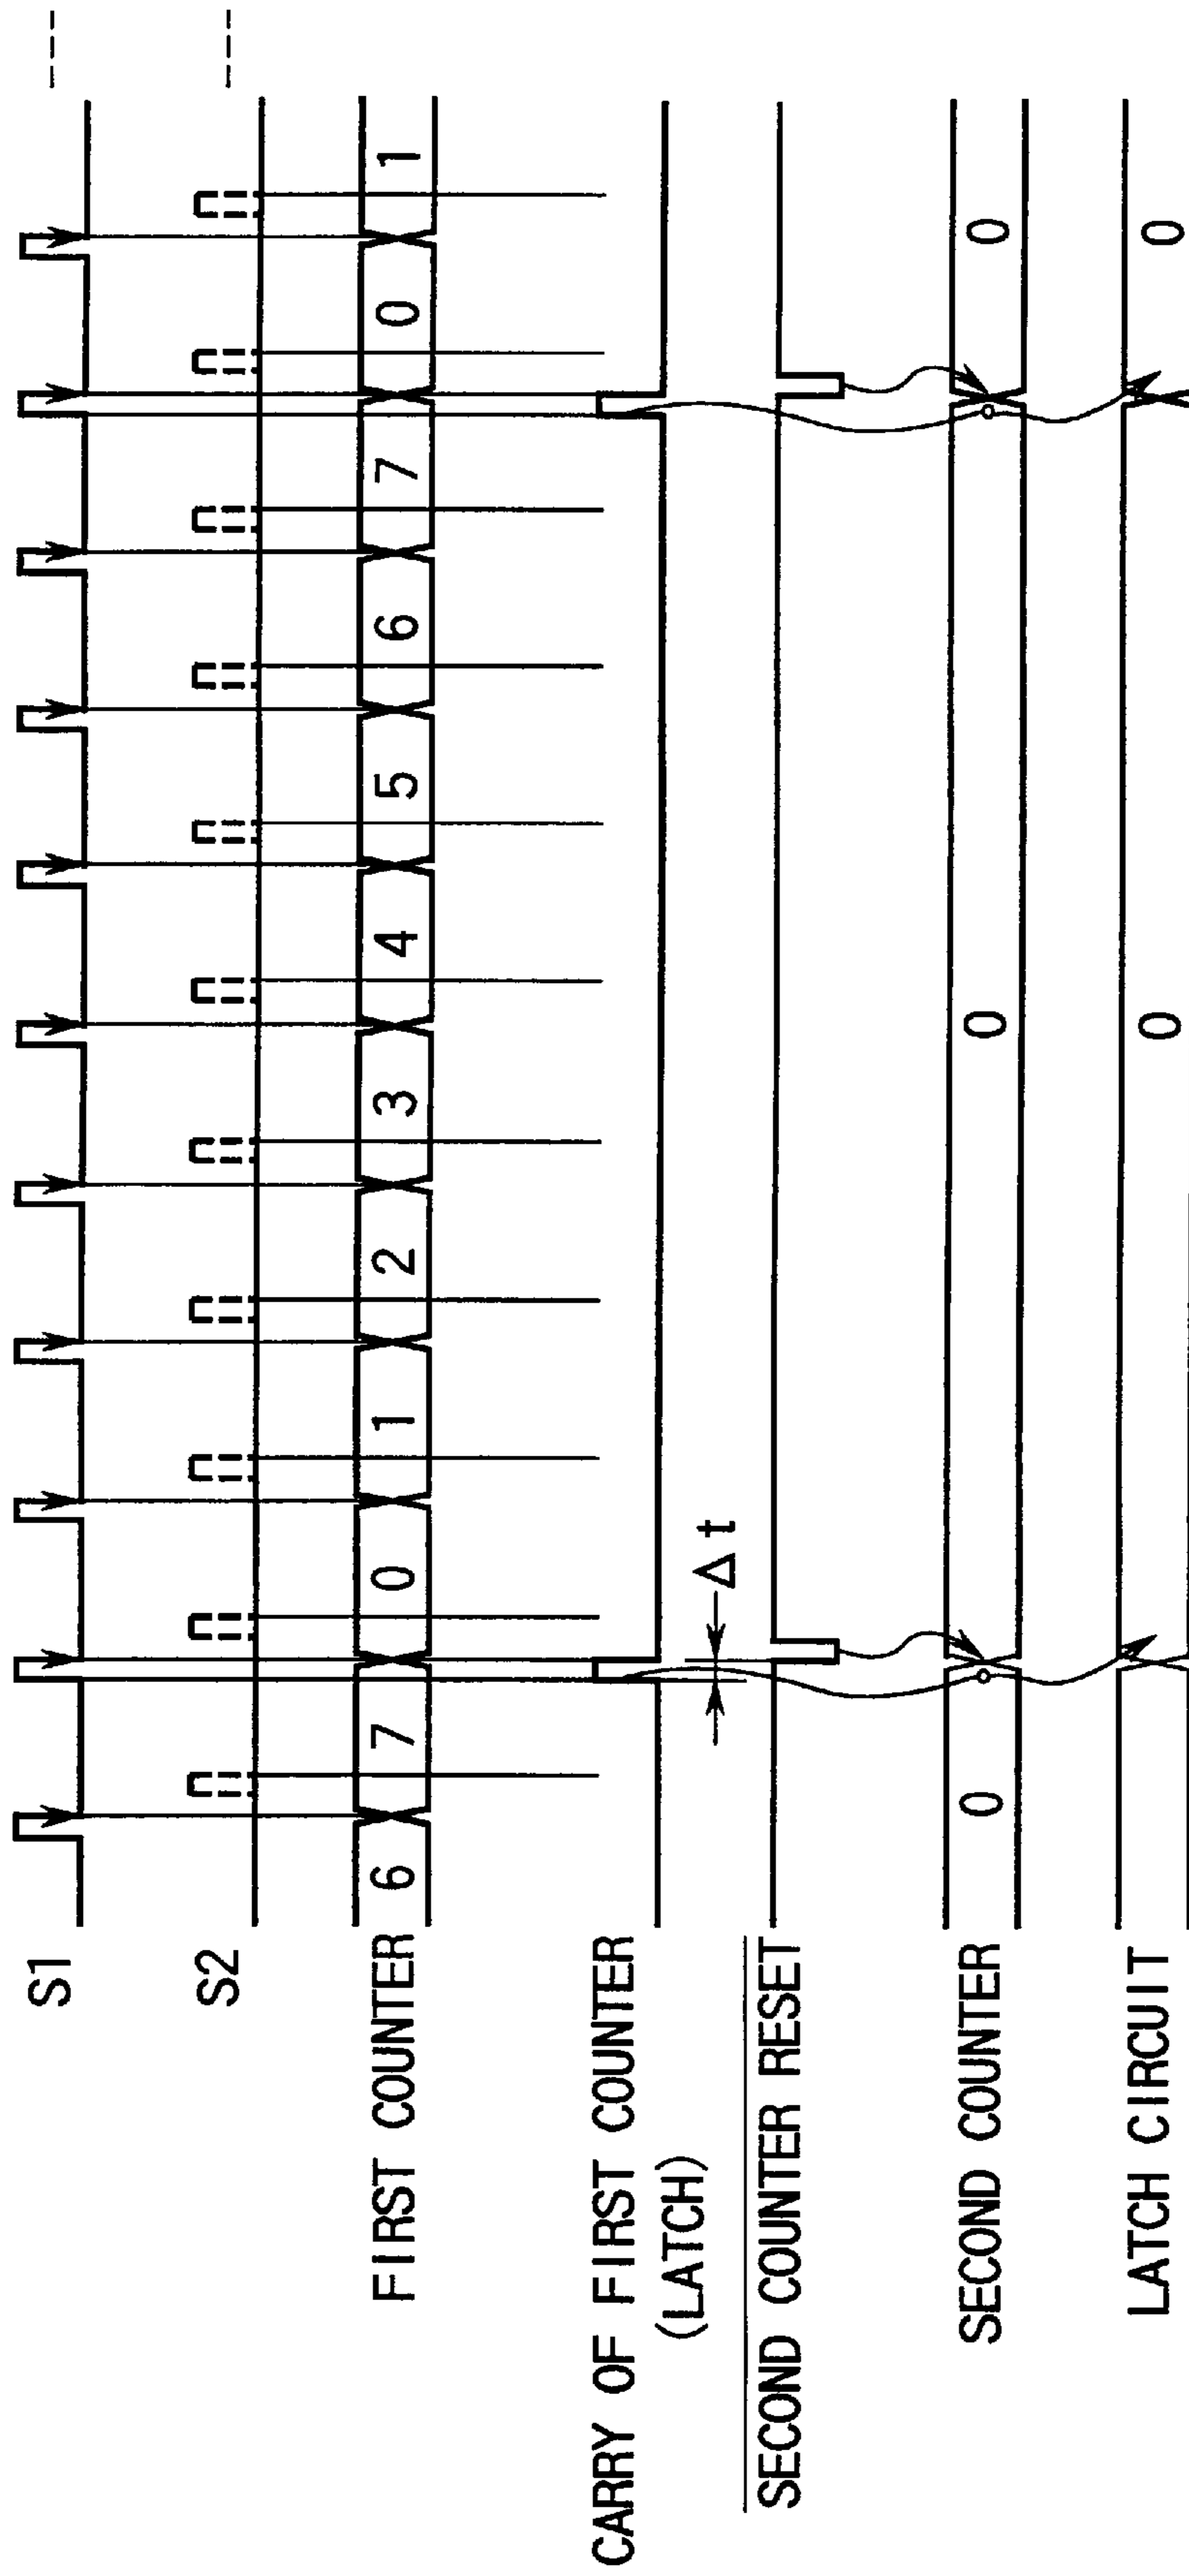 S1
S2
FIRST COUNTER 6 7 0 1 2 3 4 5 6 7 0 1
CARRY OF FIRST COUNTER
(LATCH)
Δt
SECOND COUNTER RESET
SECOND COUNTER 0 0 0
LATCH CIRCUIT 0 0